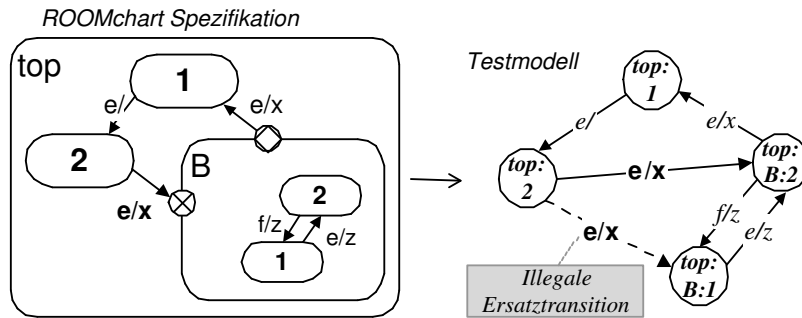 ROOMchart Spezifikation
top
1
e/
e/x
2
B
e/x
2
f/z
e/z
1
Testmodell
top:
1
e/
e/x
top:
2
e/x
top:
B:2
e/x
f/z
e/z
top:
B:1
Illegale
Ersatztransition